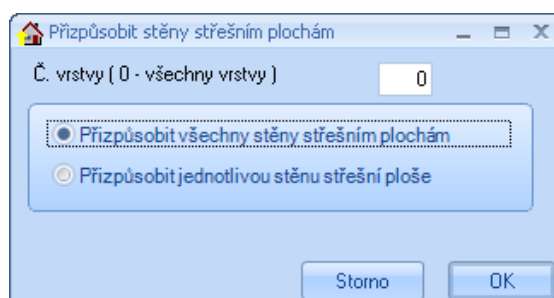 Přizpůsobit stěny střešním plochám
Č. vrstvy ( 0 - všechny vrstvy )
0
Přizpůsobit všechny stěny střešním plochám
Přizpůsobit jednotlivou stěnu střešní ploše
Storno
OK